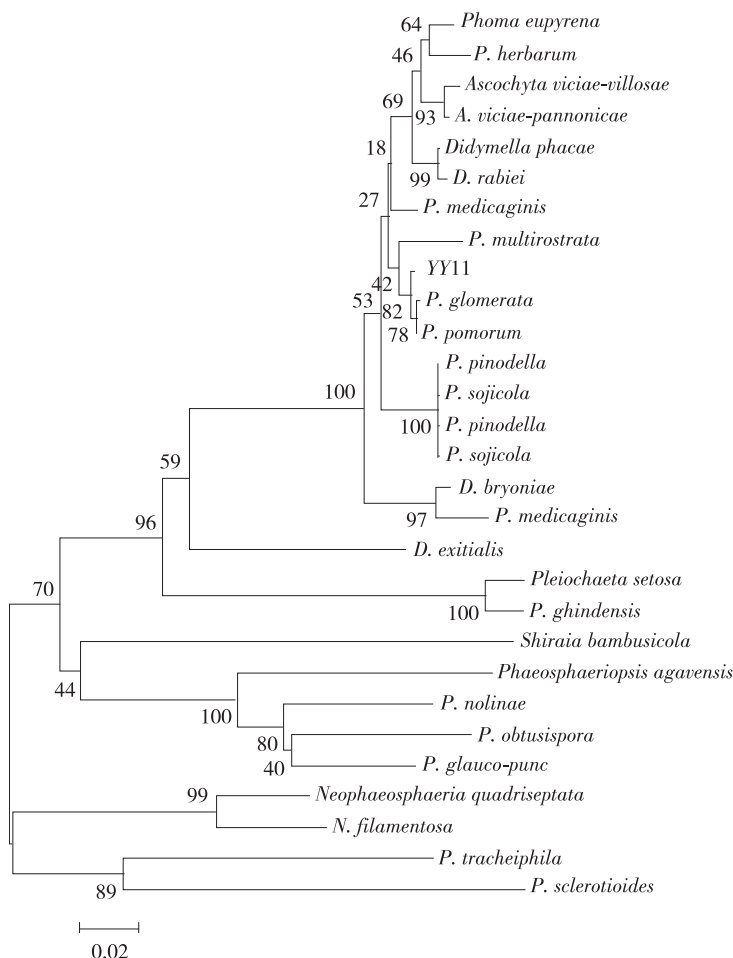 64
Phoma eupyrena
46
P. herbarum
Ascochyta viciae-villosae
69
93
A. viciae-pannonicae
18
Didymella phacae
99
D. rabiei
27
P. medicaginis
P. multirostrata
YY11
42
53
82
P. glomerata
78
P. pomorum
P. pinodella
100
P. sojicola
100
P. pinodella
P. sojicola
59
D. bryoniae
97
P. medicaginis
96
D. exitialis
70
Pleiochaeta setosa
100
P. ghindensis
Shiraia bambusicola
44
Phaeosphaeriopsis agavensis
100
P. nolinae
80
P. obtusispora
40
P. glauco-punc
99
Neophaeosphaeria quadriseptata
N. filamentosa
P. tracheiphila
89
P. sclerotioides
0.02